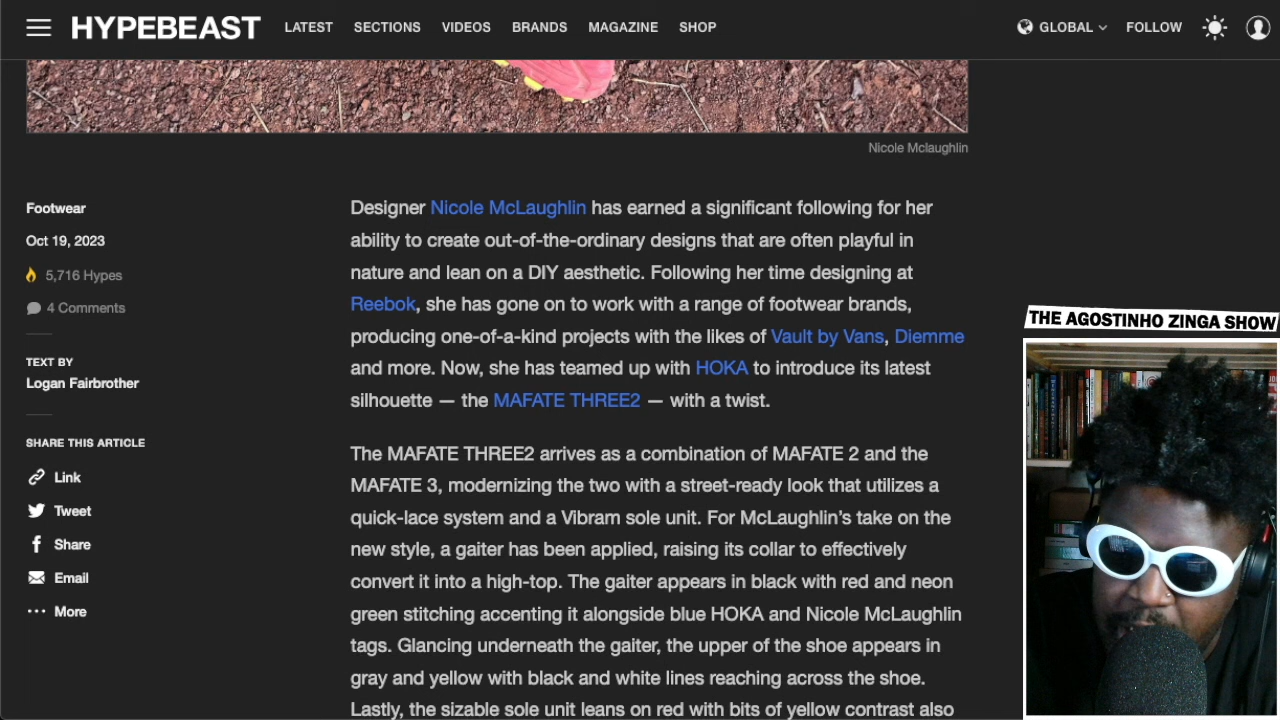 HYPEBEAST
LATEST
SECTIONS
VIDEOS
BRANDS
MAGAZINE
SHOP
GLOBAL
FOLLOW
Nicole Mclaughlin
Footwear
Oct 19, 2023
5,716 Hypes
4 Comments
TEXT BY
Logan Fairbrother
SHARE THIS ARTICLE
Link
Tweet
Share
Email
More
Designer Nicole McLaughlin has earned a significant following for her
ability to create out-of-the-ordinary designs that are often playful in
nature and lean on a DIY aesthetic. Following her time designing at
Reebok, she has gone on to work with a range of footwear brands,
producing one-of-a-kind projects with the likes of Vault by Vans, Diemme
and more. Now, she has teamed up with HOKA to introduce its latest
silhouette — the MAFATE THREE2 — with a twist.
The MAFATE THREE2 arrives as a combination of MAFATE 2 and the
MAFATE 3, modernizing the two with a street-ready look that utilizes a
quick-lace system and a Vibram sole unit. For McLaughlin’s take on the
new style, a gaiter has been applied, raising its collar to effectively
convert it into a high-top. The gaiter appears in black with red and neon
green stitching accenting it alongside blue HOKA and Nicole McLaughlin
tags. Glancing underneath the gaiter, the upper of the shoe appears in
gray and yellow with black and white lines reaching across the shoe.
Lastly, the sizable sole unit leans on red with bits of yellow contrast also
THE AGOSTINHO ZINGA SHOW